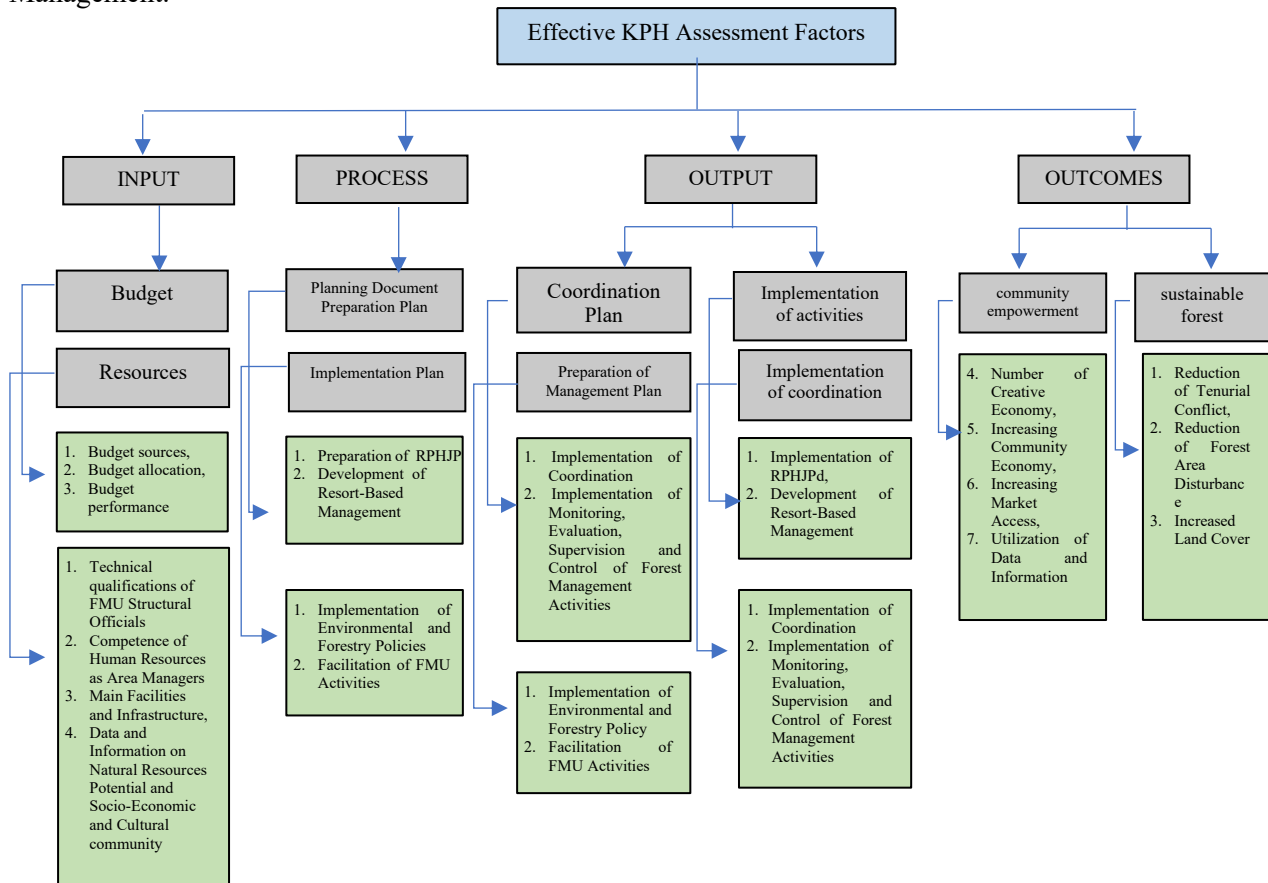 Management.
Effective KPH Assessment Factors
INPUT
PROCESS
OUTPUT
OUTCOMES
Budget
Resources
1. Budget sources,
2. Budget allocation,
3. Budget
performance
1. Technical
qualifications of
FMU Structural
Officials
2. Competence of
Human Resources
as Area Managers
3. Main Facilities
and Infrastructure,
4. Data and
Information on
Natural Resources
Potential and
Socio-Economic
and Cultural
community
Planning Document
Preparation Plan
Implementation Plan
1. Preparation of RPHJP
2. Development of
Resort-Based
Management
1. Implementation of
Environmental and
Forestry Policies
2. Facilitation of FMU
Activities
Coordination
Plan
Preparation of
Management Plan
1. Implementation of
Coordination
2. Implementation of
Monitoring,
Evaluation,
Supervision and
Control of Forest
Management
Activities
1. Implementation of
Environmental and
Forestry Policy
2. Facilitation of
FMU Activities
Implementation
of activities
Implementation
of coordination
1. Implementation of
RPHJPd,
2. Development of
Resort-Based
Management
1. Implementation of
Coordination
2. Implementation of
Monitoring,
Evaluation,
Supervision and
Control of Forest
Management
Activities
community
empowerment
4. Number of
Creative
Economy,
5. Increasing
Community
Economy,
6. Increasing
Market
Access,
7. Utilization of
Data and
Information
sustainable
forest
1. Reduction
of Tenurial
Conflict,
2. Reduction
of Forest
Area
Disturbanc
e
3. Increased
Land Cover